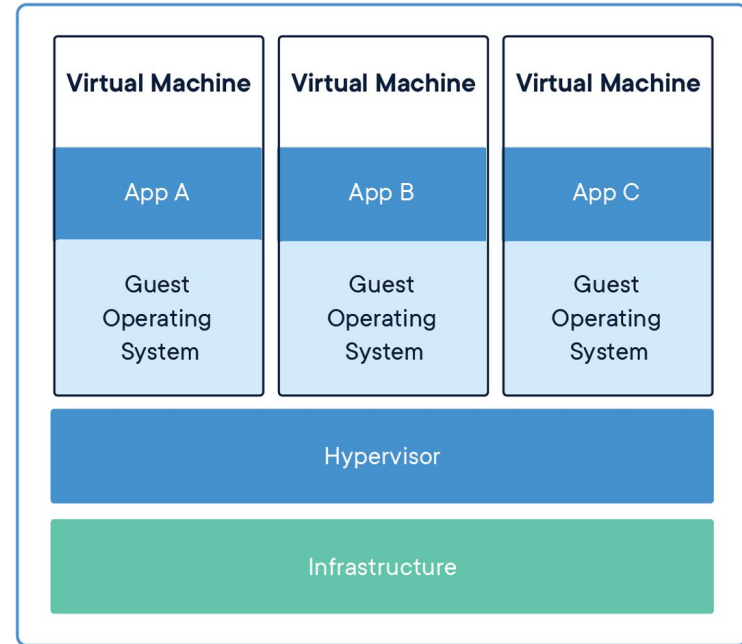 Virtual Machine
Virtual Machine
Virtual Machine
App A
App B
App C
Guest
Operating
System
Guest
Operating
System
Guest
Operating
System
Hypervisor
Infrastructure